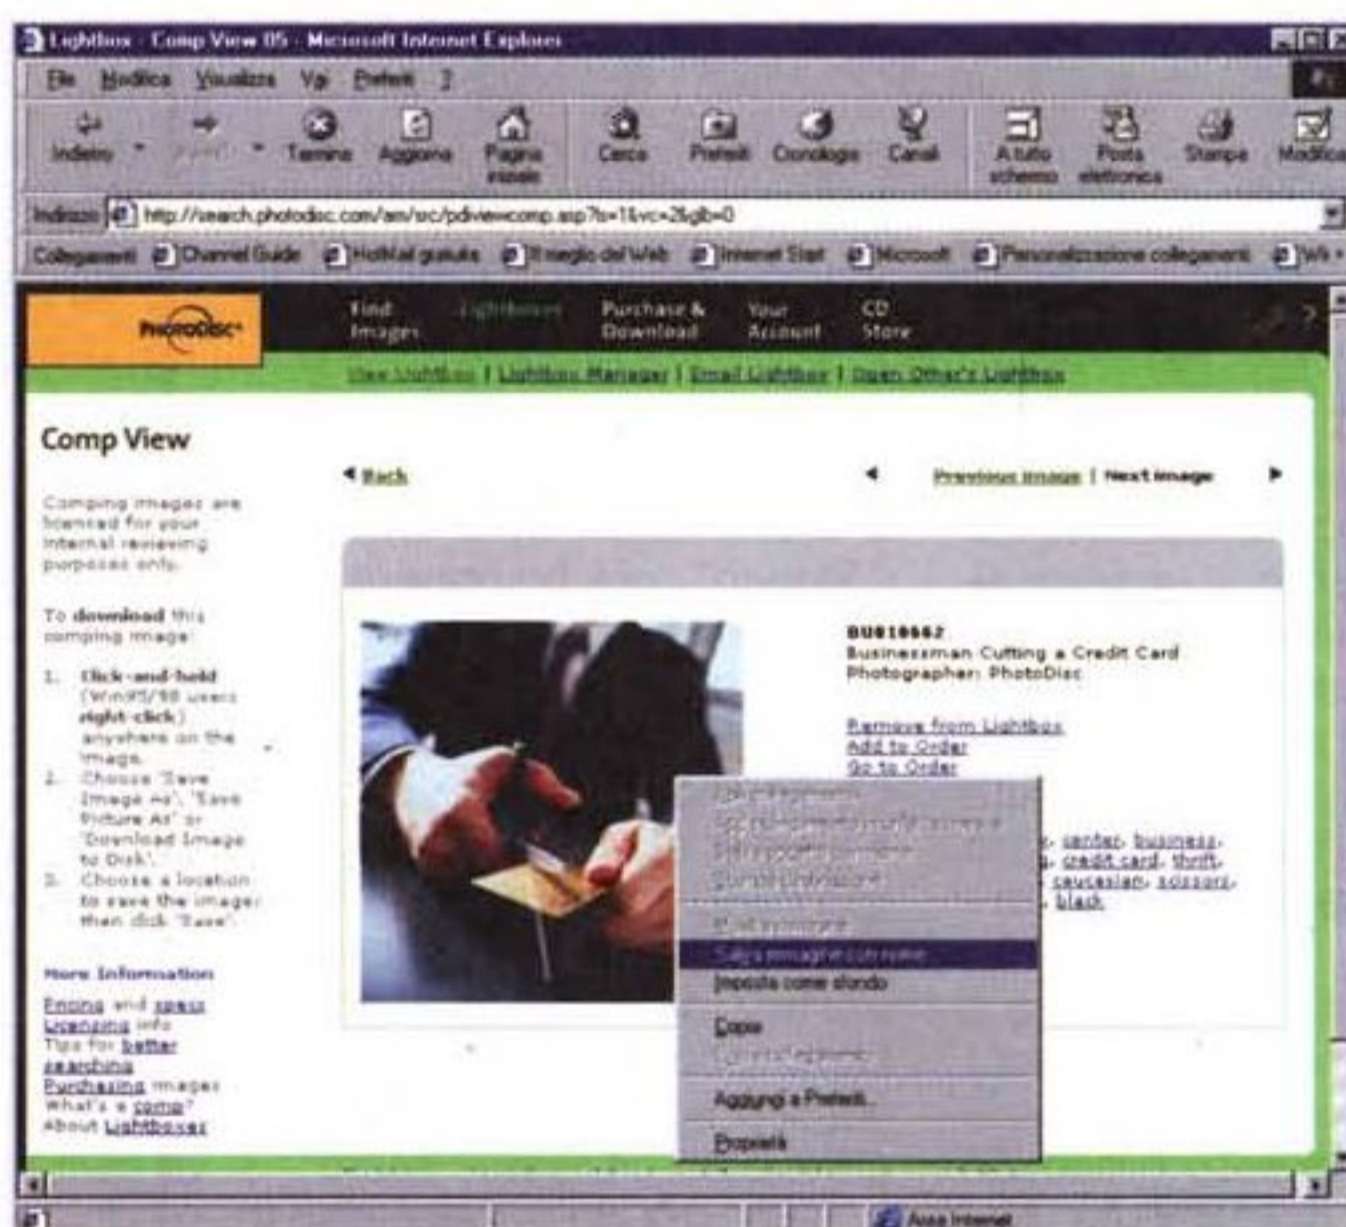 Lightbox - Comp View 05 - Microsoft Internet Explorer
File Modifica Visualizza Vai Preferiti ?
Indietro Termina Aggiorna Pagina iniziale Cerca Preferiti Cronologia Canali A tutto schermo Posta elettronica Stampa Modifica
Indirizzo http://search.photodisc.com/am/src/pdiviewcomp.asp?ls=1&vc=2&glb=0
Collegamenti Channel Guide HotMail gratuita Il meglio del Web Internet Start Microsoft Personalizzazione collegamenti
PHOTODISC
Find Images Lightboxes Purchase & Download Your Account CD Store ?
View Lightbox | Lightbox Manager | Email Lightbox | Open Other's Lightbox
Comp View
Back
Previous Image | Next Image
Comping images are
licensed for your
internal reviewing
purposes only.
To download this
comping image:
1. Click-and-hold
(Win95/98 users
right-click)
anywhere on the
image.
2. Choose 'Save
Image As', 'Save
Picture As' or
'Download Image
to Disk'.
3. Choose a location
to save the image;
then click 'Save'.
More Information
Pricing and specs
Licensing info
Tips for better
searching
Purchasing images
What's a comp?
About Lightboxes
BU010662
Businessman Cutting a Credit Card
Photographer: PhotoDisc
Remove from Lightbox
Add to Order
Go to Order
center, business,
credit card, thrift,
caucasian, scissors,
black
Salva immagine con nome
Imposta come sfondo
Copia
Aggiungi a Preferiti...
Proprietà
Area Internet